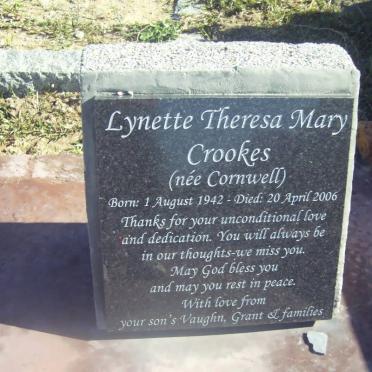 Lynette Theresa Mary
Crookes
(née Cornwell)
Born: 1 August 1942 - Died: 20 April 2006
Thanks for your unconditional love
and dedication. You will always be
in our thoughts-we miss you.
May God bless you
and may you rest in peace.
With love from
your son's Vaughn, Grant & families